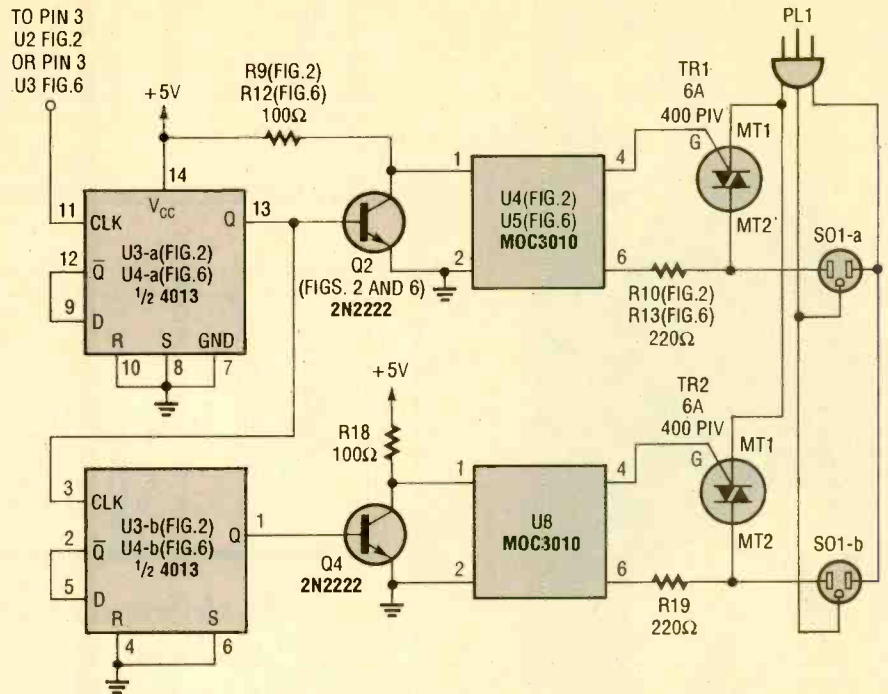 TO PIN 3
U2 FIG.2
OR PIN 3
U3 FIG.6
+5V
R9(FIG.2)
R12(FIG.6)
100Ω
PL1
TR1
6A
400 PIV
MT1
G
MT2
14
VCC
11
CLK
Q
13
12
Q̅
U3-a(FIG.2)
U4-a(FIG.6)
½ 4013
9
D
R
S
GND
10
8
7
Q2
(FIGS. 2 AND 6)
2N2222
1
2
U4(FIG.2)
U5(FIG.6)
MOC3010
4
6
R10(FIG.2)
R13(FIG.6)
220Ω
SO1-a
+5V
R18
100Ω
TR2
6A
400 PIV
MT1
G
MT2
3
CLK
2
Q̅
U3-b(FIG.2)
U4-b(FIG.6)
½ 4013
Q
1
5
D
R
S
4
6
Q4
2N2222
1
2
U8
MOC3010
4
6
R19
220Ω
SO1-b